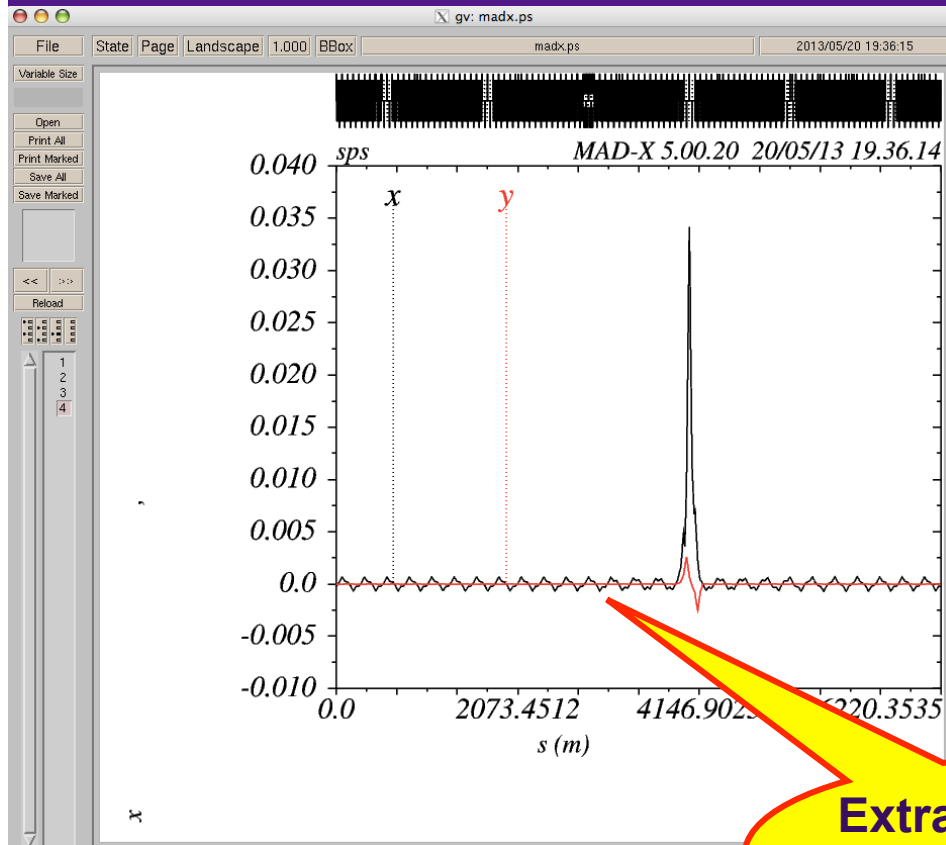 gv: madx.ps
File
State Page Landscape 1.000 BBox madx.ps 2013/05/20 19:36:15
Variable Size
Open
Print All
Print Marked
Save All
Save Marked
<< >>
Reload
1
2
3
4
sps MAD-X 5.00.20 20/05/13 19.36.14
x y
0.040
0.035
0.030
0.025
0.020
0.015
0.010
0.005
0.0
-0.005
-0.010
0.0 2073.4512 4146.9023 6220.3535
s (m)
,
x
Extra